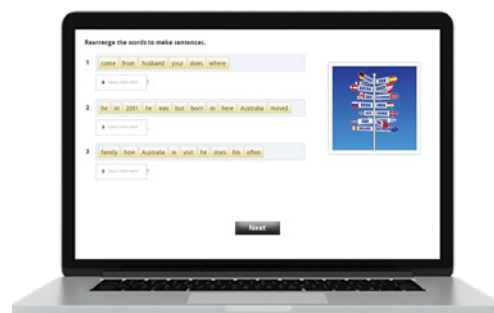 Rearrange the words to make sentences.
1 come from husband your does where
?
2 he in 2001 he was but born in here Australia moved
.
3 family how Australia in visit he does his often
?
Next